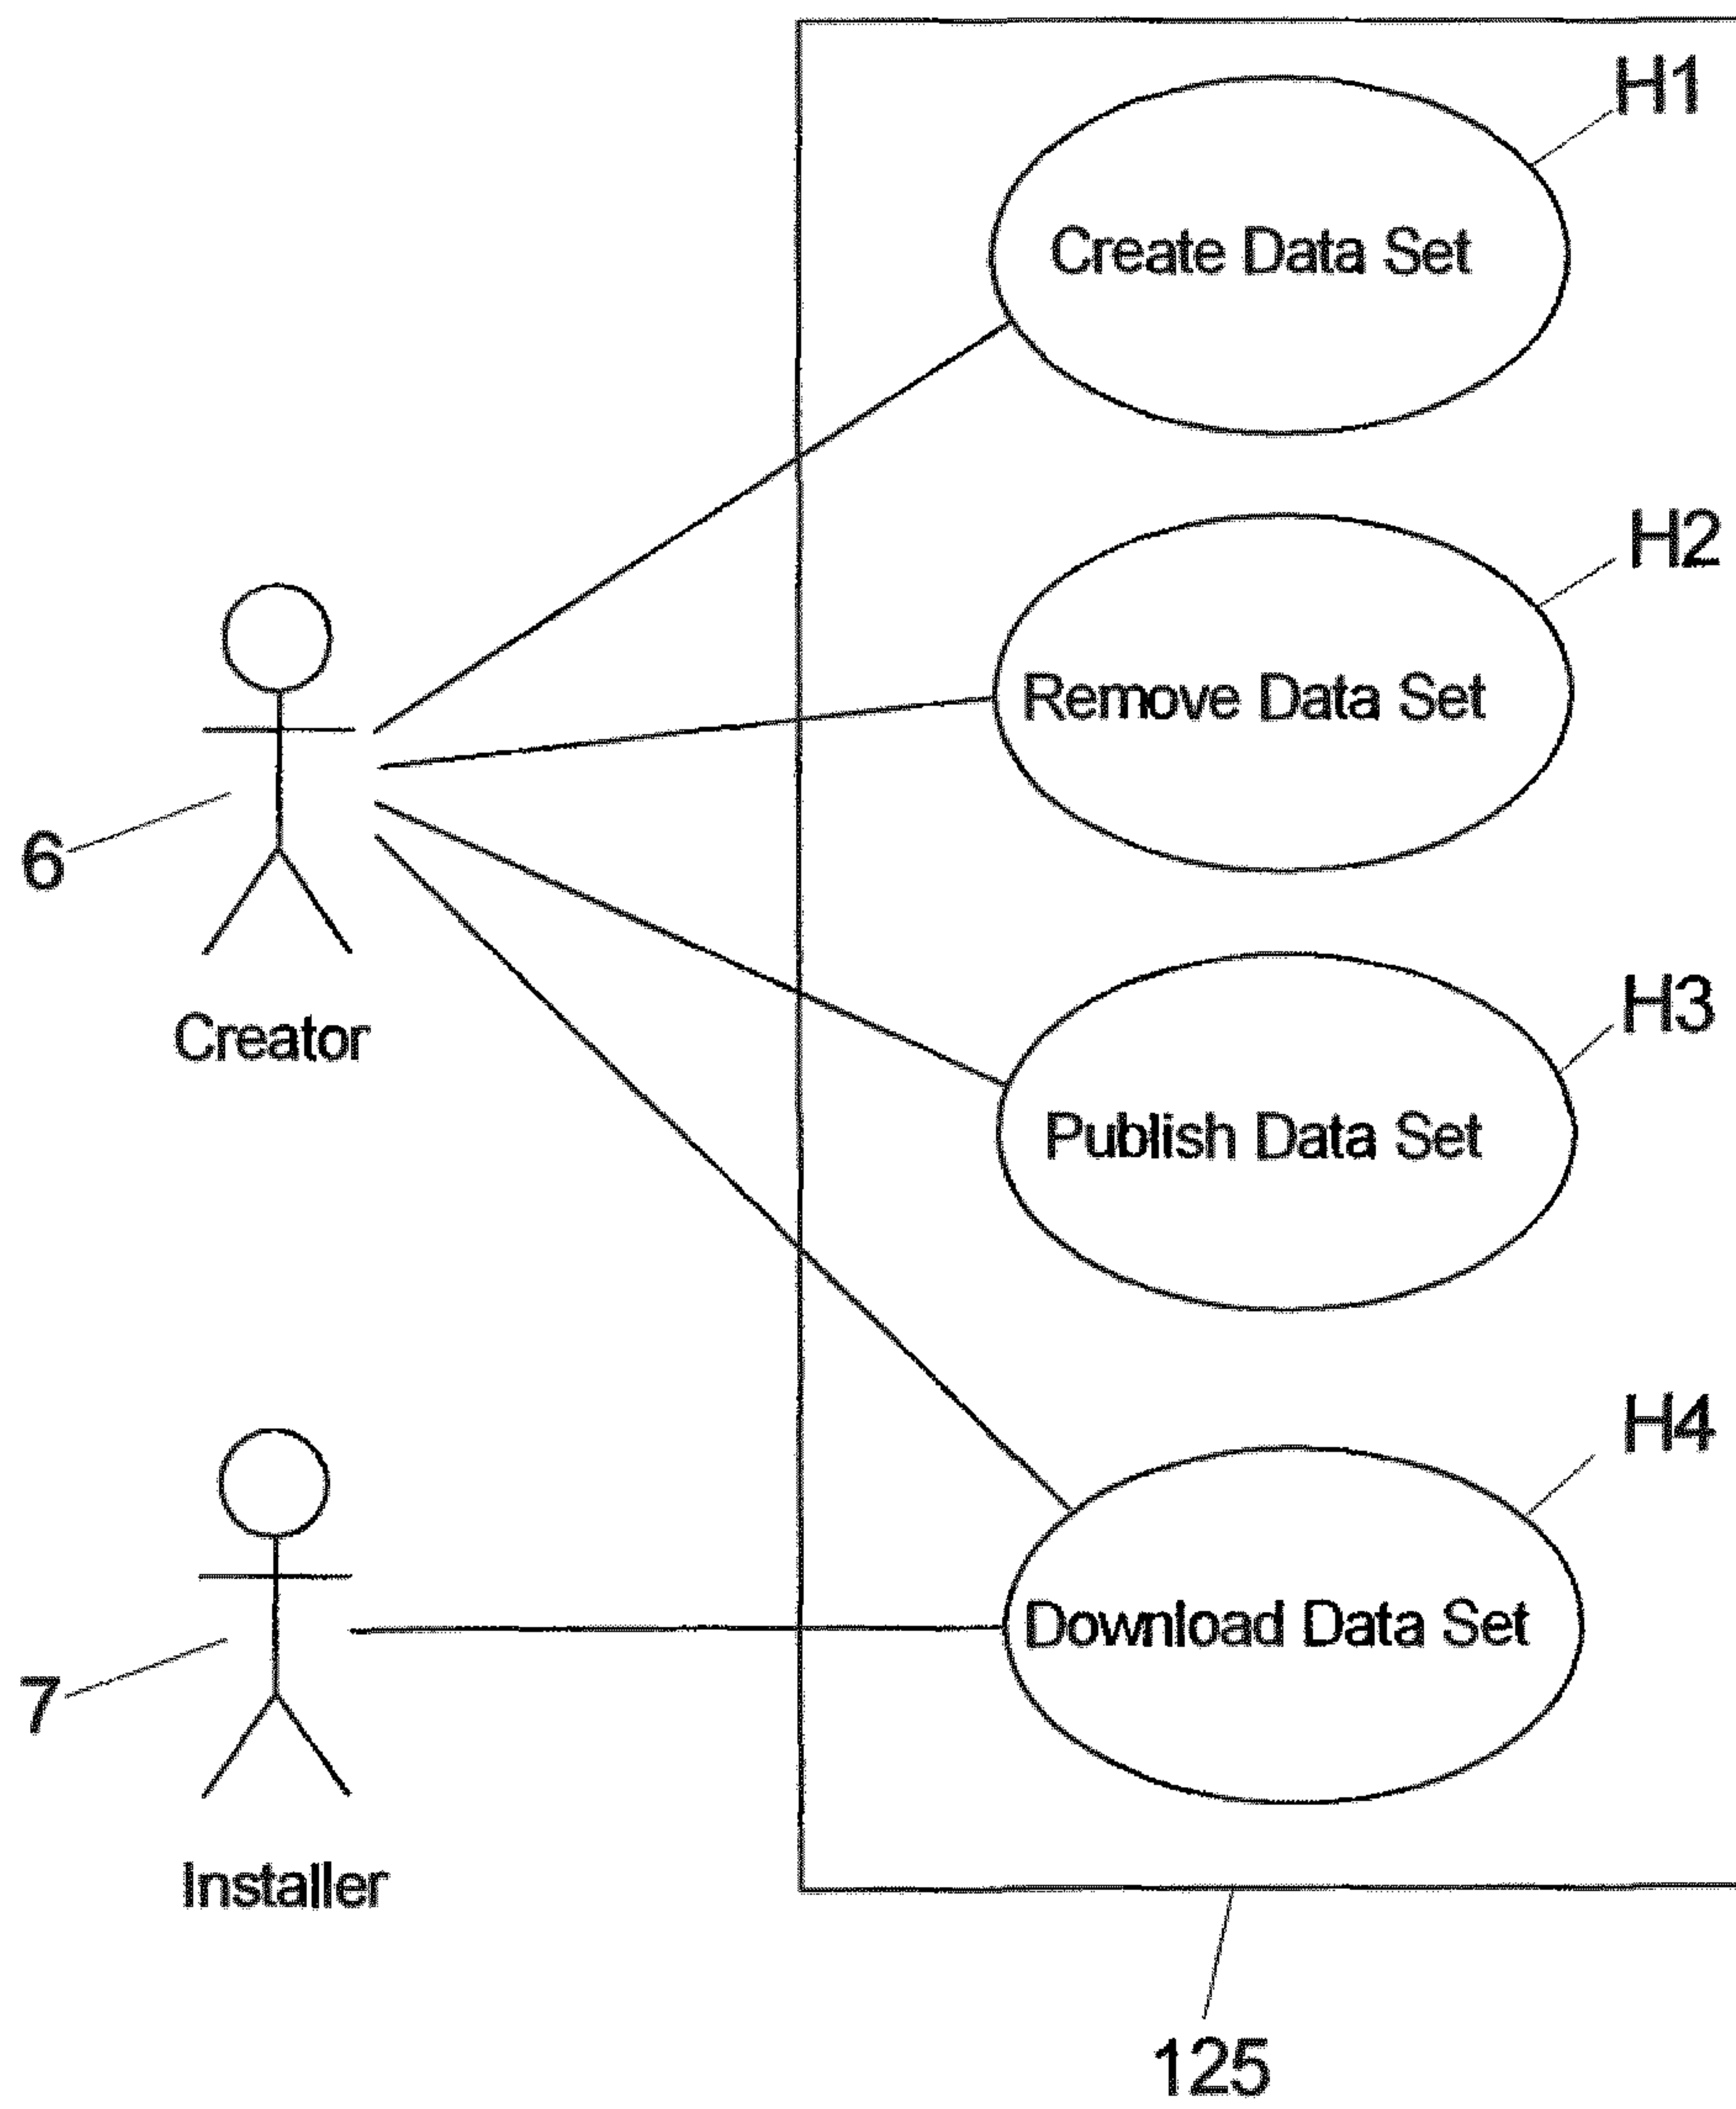 H1
Create Data Set
H2
Remove Data Set
6
Creator
H3
Publish Data Set
H4
Download Data Set
7
Installer
125